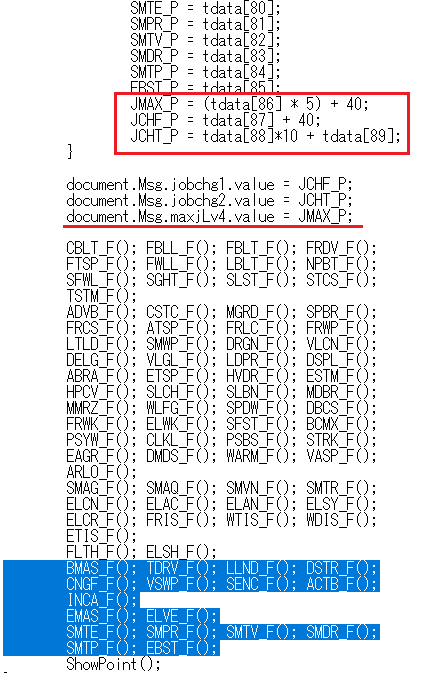 SMTE_P = tdata[80];
SMPR_P = tdata[81];
SMTV_P = tdata[82];
SMDR_P = tdata[83];
SMTP_P = tdata[84];
EBST_P = tdata[85];
JMAX_P = (tdata[86] * 5) + 40;
JCHF_P = tdata[87] + 40;
JCHT_P = tdata[88]*10 + tdata[89];
}
document.Msg.jobchg1.value = JCHF_P;
document.Msg.jobchg2.value = JCHT_P;
document.Msg.maxjLv4.value = JMAX_P;
CBLT_F(); FBLL_F(); FBLT_F(); FRDV_F();
FTSP_F(); FWLL_F(); LBLT_F(); NPBT_F();
SFWL_F(); SGHT_F(); SLST_F(); STCS_F();
TSTM_F();
ADVB_F(); CSTC_F(); MGRD_F(); SPBR_F();
FRCS_F(); ATSP_F(); FRLC_F(); FRWP_F();
LTLD_F(); SMWP_F(); DRGN_F(); VLCN_F();
DELG_F(); VLGL_F(); LDPR_F(); DSPL_F();
ABRA_F(); ETSP_F(); HVDR_F(); ESTM_F();
HPCV_F(); SLCH_F(); SLBN_F(); MDBR_F();
MMRZ_F(); WLFG_F(); SPDW_F(); DBCS_F();
FRWK_F(); ELWK_F(); SFST_F(); BCMX_F();
PSYW_F(); CLKL_F(); PSBS_F(); STRK_F();
EAGR_F(); DMDS_F(); WARM_F(); VASP_F();
ARLO_F();
SMAG_F(); SMAQ_F(); SMVN_F(); SMTR_F();
ELCN_F(); ELAC_F(); ELAN_F(); ELSY_F();
ELCR_F(); FRIS_F(); WTIS_F(); WDIS_F();
ETIS_F();
FLTH_F(); ELSH_F();
BMAS_F(); TDRV_F(); LLND_F(); DSTR_F();
CNGF_F(); VSWP_F(); SENC_F(); ACTB_F();
INCA_F();
EMAS_F(); ELVE_F();
SMTE_F(); SMPR_F(); SMTV_F(); SMDR_F();
SMTP_F(); EBST_F();
ShowPoint();